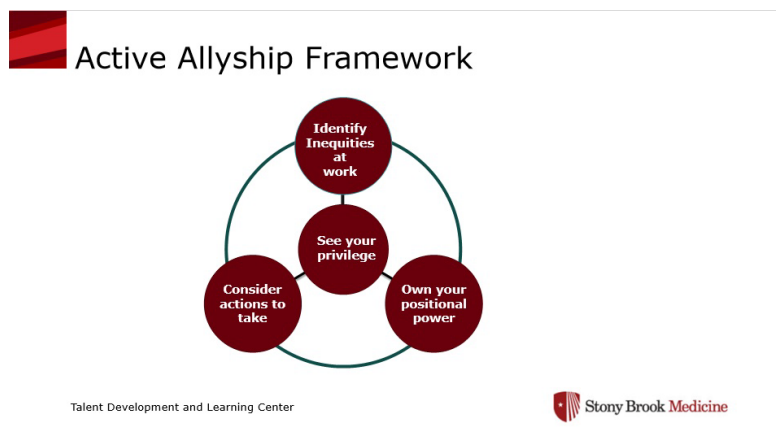 Active Allyship Framework
Identify
Inequities
at
work
See your
privilege
Consider
actions to
take
Own your
positional
power
Talent Development and Learning Center
Stony Brook Medicine